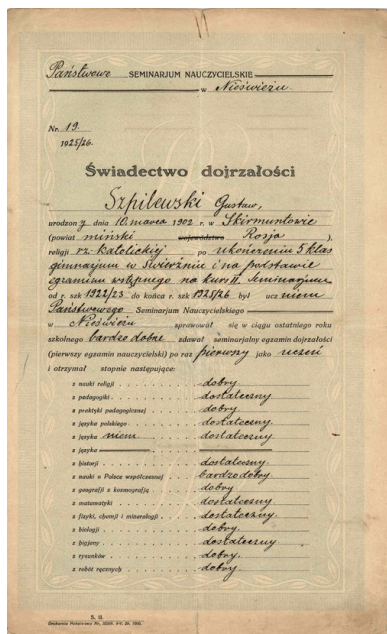 Państwowe SEMINARJUM NAUCZYCIELSKIE
w Nieświeżu.
Nr. 19.
1925/26.
Świadectwo dojrzałości
Szpilewski Gustaw,
urodzony dnia 10. marca 1902 r. w Skirmuntowie
(powiat miński województwo Rosja ).
religji rz.-katolickiej po ukończeniu 5 klas
gimnazjum w Świerżniu i na podstawie
egzaminu wstępnego na kurs II. Seminarjum
od r. szk 1922/23 do końca r. szk 1925/26 był uczniem
Państwowego Seminarjum Nauczycielskiego
w Nieświeżu sprawował się w ciągu ostatniego roku
szkolnego bardzo dobre zdawał seminarjalny egzamin dojrzałości
(pierwszy egzamin nauczycielski) po raz pierwszy jako uczeń
i otrzymał stopnie następujące:
z nauki religji dobry
z pedagogiki dostateczny
z praktyki pedagogicznej dobry
z języka polskiego dostateczny.
z języka niem. dostateczny
z języka
z historji dostateczny.
z nauki o Polsce współczesnej bardzo dobry.
z geografji z kosmografją dobry
z matematyki dostateczny
z fizyki, chemji i mineralogji dostateczny.
z biologji dobry.
z higjeny dostateczny
z rysunków dobry.
z robót ręcznych dobry.
S. II.